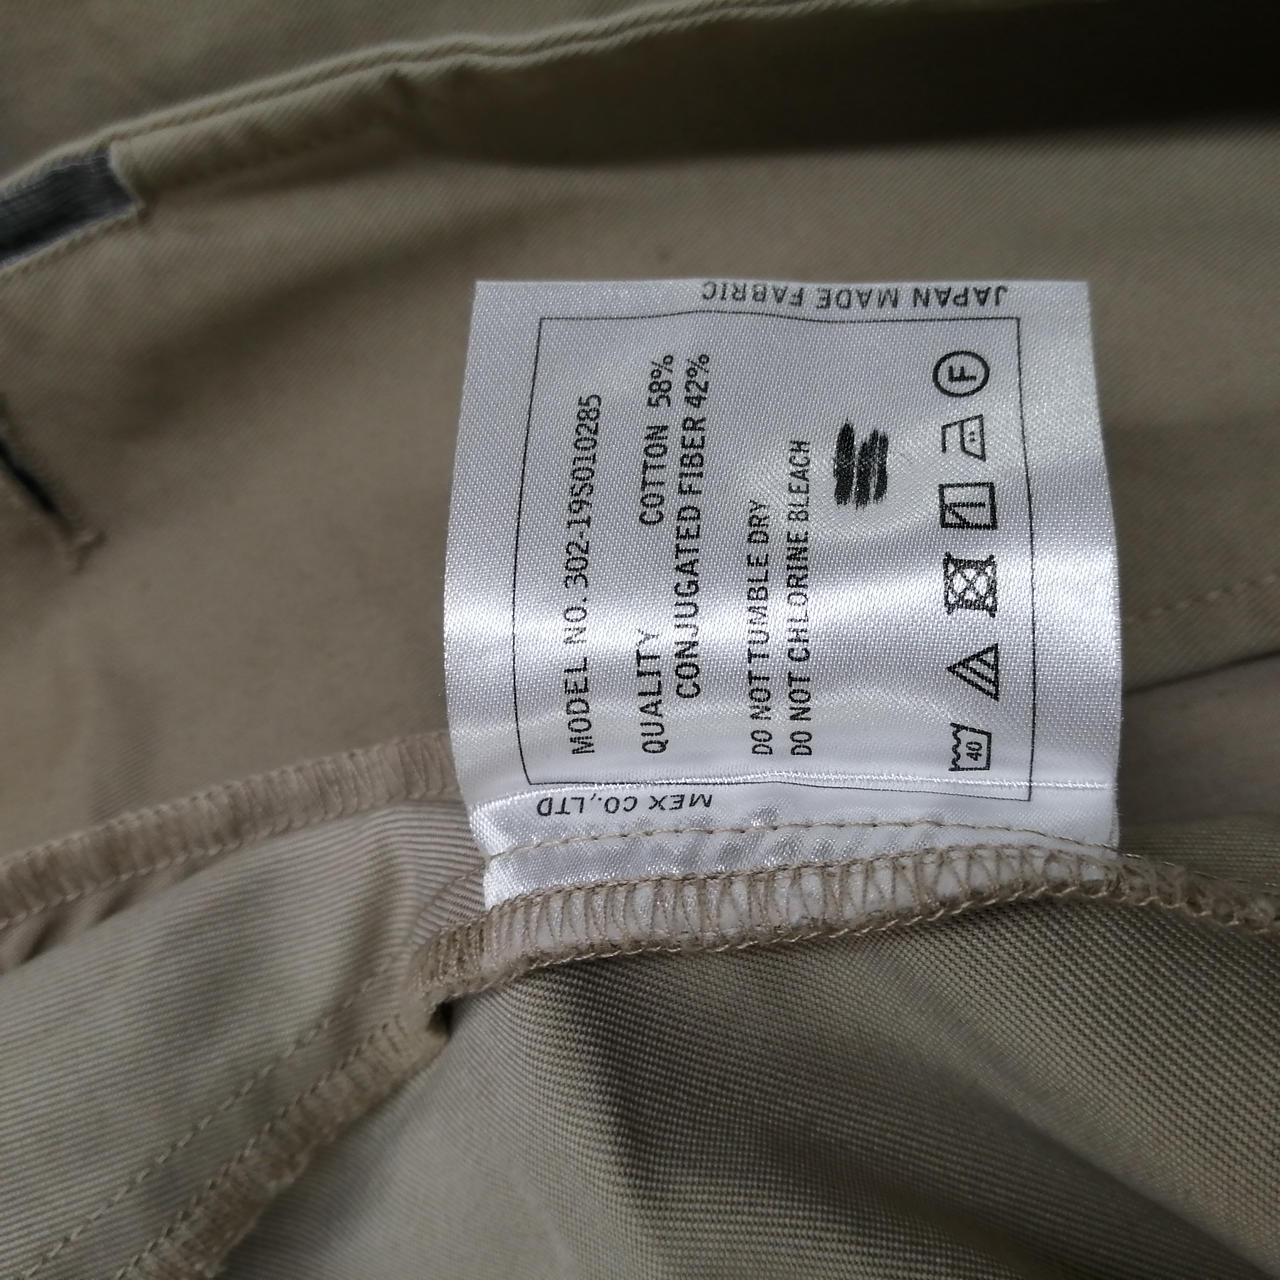 JAPAN MADE FABRIC
MODEL NO. 302-19S010285
QUALITY COTTON 58%
CONJUGATED FIBER 42%
DO NOT TUMBLE DRY
DO NOT CHLORINE BLEACH
40
F
MEX CO.,LTD